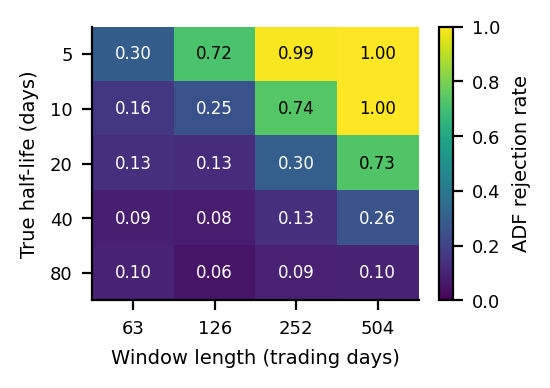 5 0.30 0.72 0.99 1.00
10 0.16 0.25 0.74 1.00
20 0.13 0.13 0.30 0.73
40 0.09 0.08 0.13 0.26
80 0.10 0.06 0.09 0.10
63 126 252 504
Window length (trading days)
True half-life (days)
1.0
0.8
0.6
0.4
0.2
0.0
ADF rejection rate